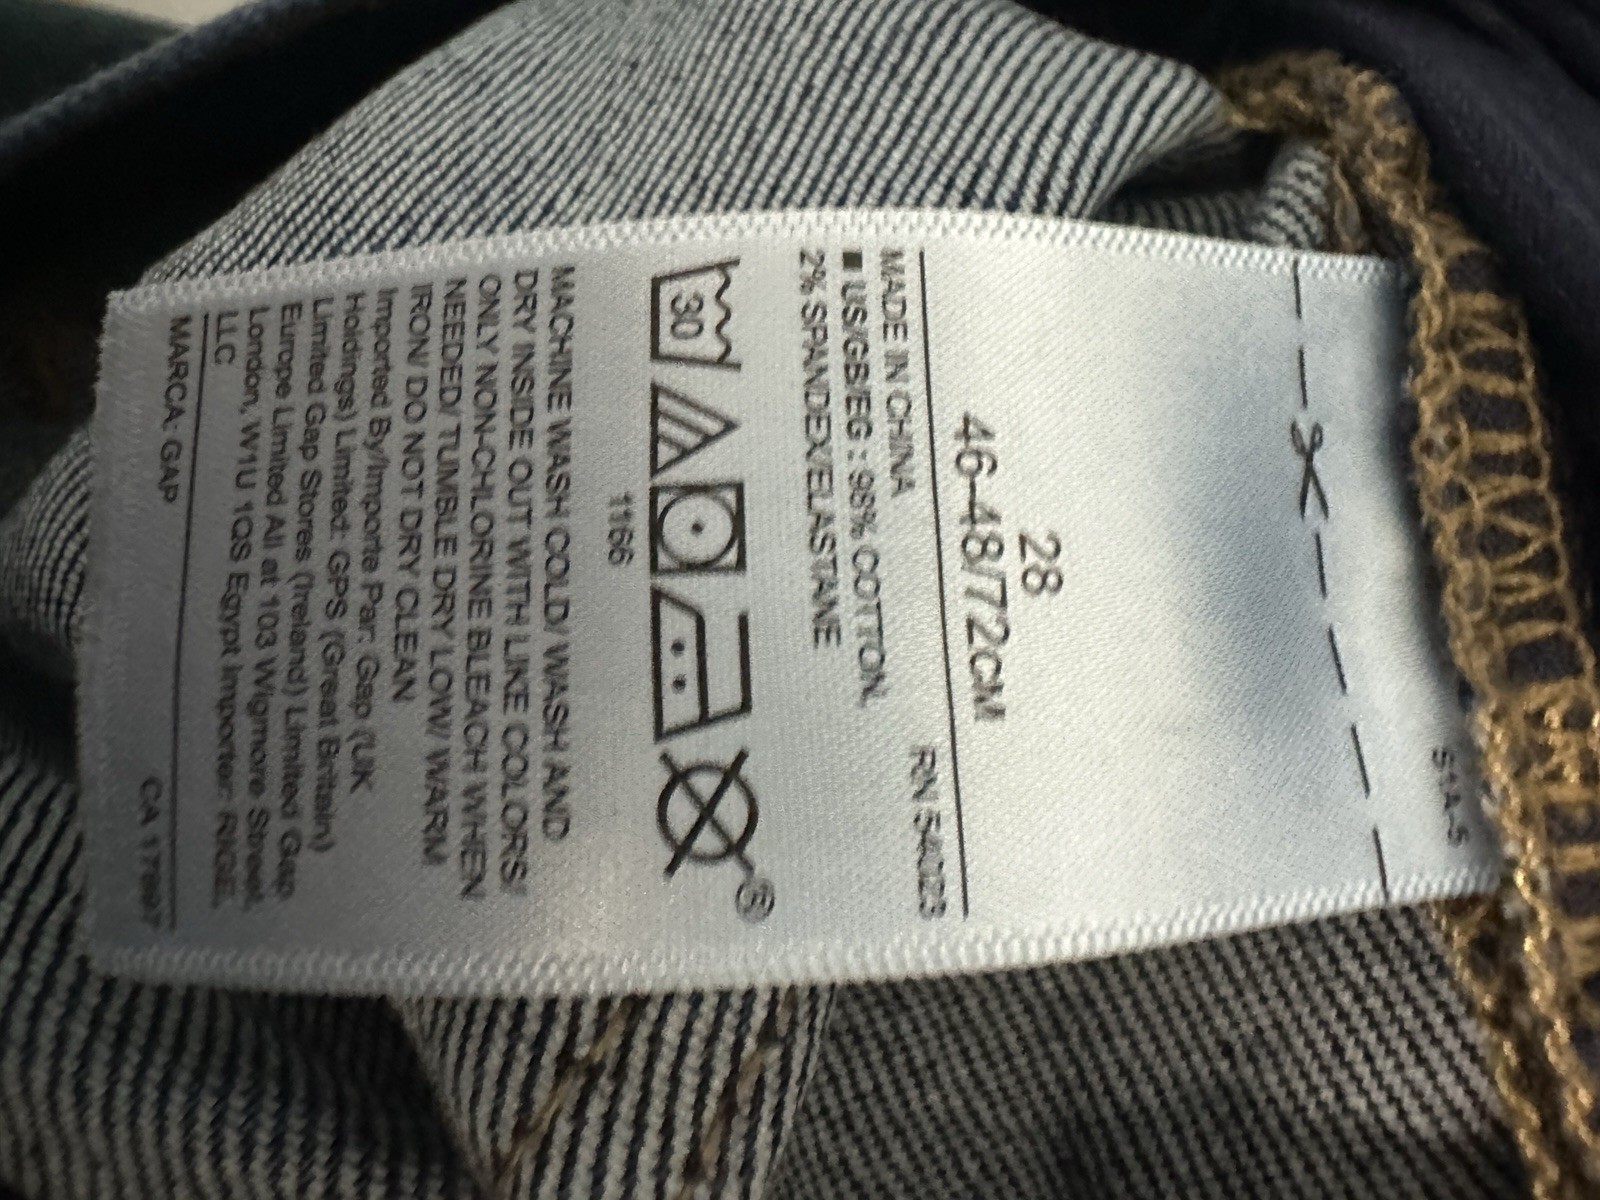 28
46-48/72CM
MADE IN CHINA RN 54023
■ US/GB/EG : 98% COTTON,
2% SPANDEX/ELASTANE
30
1166
MACHINE WASH COLD/ WASH AND
DRY INSIDE OUT WITH LIKE COLORS/
ONLY NON-CHLORINE BLEACH WHEN
NEEDED/ TUMBLE DRY LOW/ WARM
IRON/ DO NOT DRY CLEAN
Imported By/Importe Par: Gap (UK
Holdings) Limited; GPS (Great Britain)
Limited Gap Stores (Ireland) Limited Gap
Europe Limited All at 103 Wigmore Street
London, W1U 1QS Egypt Importer: RIGE,
LLC
MARCA: GAP CA 17897